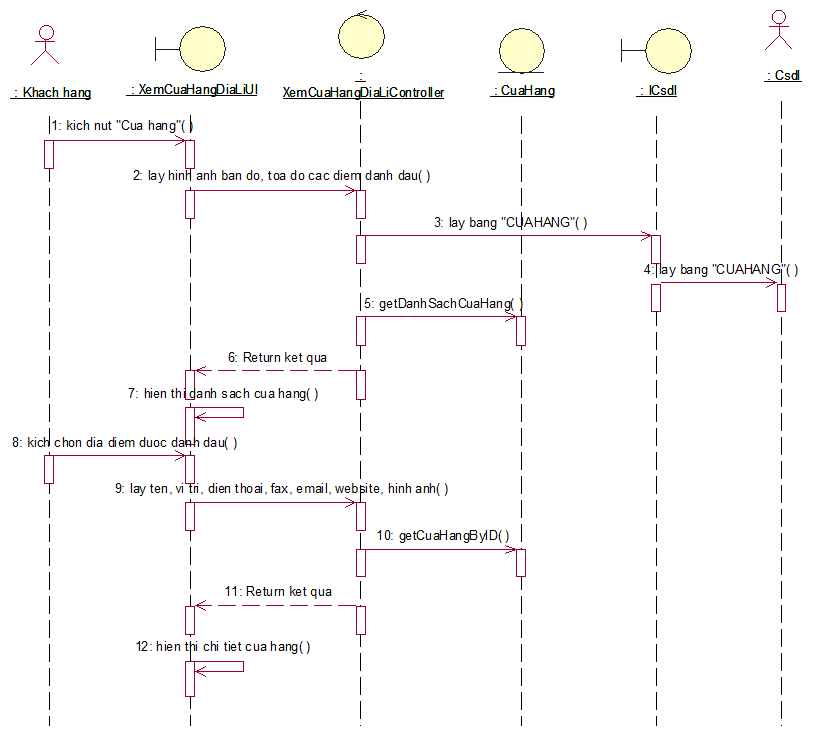 : Khach hang
: XemCuaHangDiaLiUI
:
XemCuaHangDiaLiController
: CuaHang
: ICsdl
: Csdl
1: kich nut "Cua hang"( )
2: lay hinh anh ban do, toa do cac diem danh dau( )
3: lay bang "CUAHANG"( )
4: lay bang "CUAHANG"( )
5: getDanhSachCuaHang( )
6: Return ket qua
7: hien thi danh sach cua hang( )
8: kich chon dia diem duoc danh dau( )
9: lay ten, vi tri, dien thoai, fax, email, website, hinh anh( )
10: getCuaHangByID( )
11: Return ket qua
12: hien thi chi tiet cua hang( )